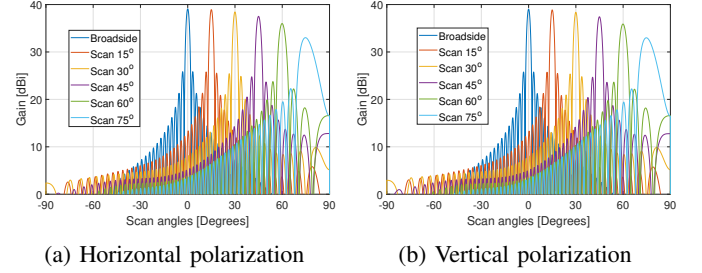 40
30
20
10
0
Gain [dBi]
Broadside
Scan 15°
Scan 30°
Scan 45°
Scan 60°
Scan 75°
-90 -60 -30 0 30 60 90
Scan angles [Degrees]
(a) Horizontal polarization
40
30
20
10
0
Gain [dBi]
Broadside
Scan 15°
Scan 30°
Scan 45°
Scan 60°
Scan 75°
-90 -60 -30 0 30 60 90
Scan angles [Degrees]
(b) Vertical polarization